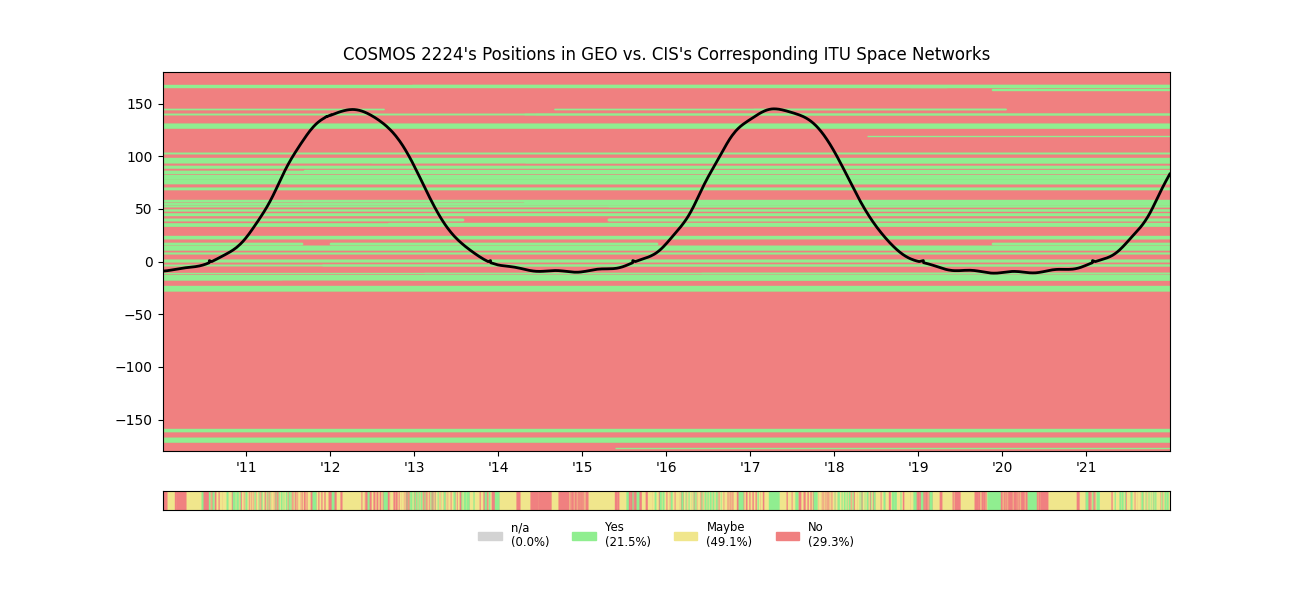 COSMOS 2224's Positions in GEO vs. CIS's Corresponding ITU Space Networks
150
100
50
0
−50
−100
−150
'11 '12 '13 '14 '15 '16 '17 '18 '19 '20 '21
n/a Yes Maybe No
(0.0%) (21.5%) (49.1%) (29.3%)